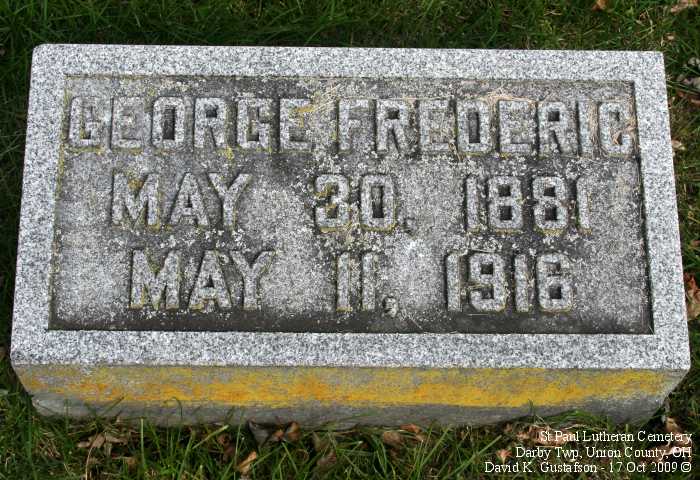 GEORGE FREDERIC
MAY 30, 1881
MAY 11, 1916
St Paul Lutheran Cemetery
Darby Twp, Union County, OH
David K. Gustafson - 17 Oct 2009 ©